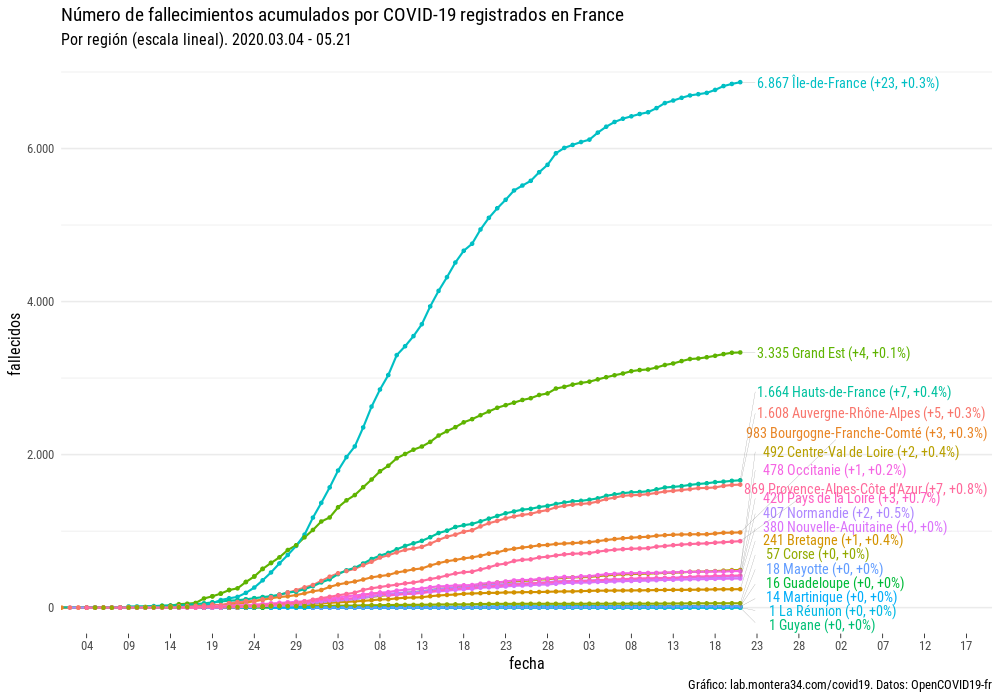 Número de fallecimientos acumulados por COVID-19 registrados en France
Por región (escala lineal). 2020.03.04 - 05.21
6.867 Île-de-France (+23, +0.3%)
6.000
4.000
3.335 Grand Est (+4, +0.1%)
fallecidos
1.664 Hauts-de-France (+7, +0.4%)
1.608 Auvergne-Rhône-Alpes (+5, +0.3%)
983 Bourgogne-Franche-Comté (+3, +0.3%)
2.000
492 Centre-Val de Loire (+2, +0.4%)
478 Occitanie (+1, +0.2%)
869 Provence-Alpes-Côte d'Azur (+7, +0.8%)
420 Pays de la Loire (+3, +0.7%)
407 Normandie (+2, +0.5%)
380 Nouvelle-Aquitaine (+0, +0%)
241 Bretagne (+1, +0.4%)
57 Corse (+0, +0%)
18 Mayotte (+0, +0%)
16 Guadeloupe (+0, +0%)
14 Martinique (+0, +0%)
0
1 La Réunion (+0, +0%)
1 Guyane (+0, +0%)
04 09 14 19 24 29 03 08 13 18 23 28 03 08 13 18 23 28 02 07 12 17
fecha
Gráfico: lab.montera34.com/covid19. Datos: OpenCOVID19-fr